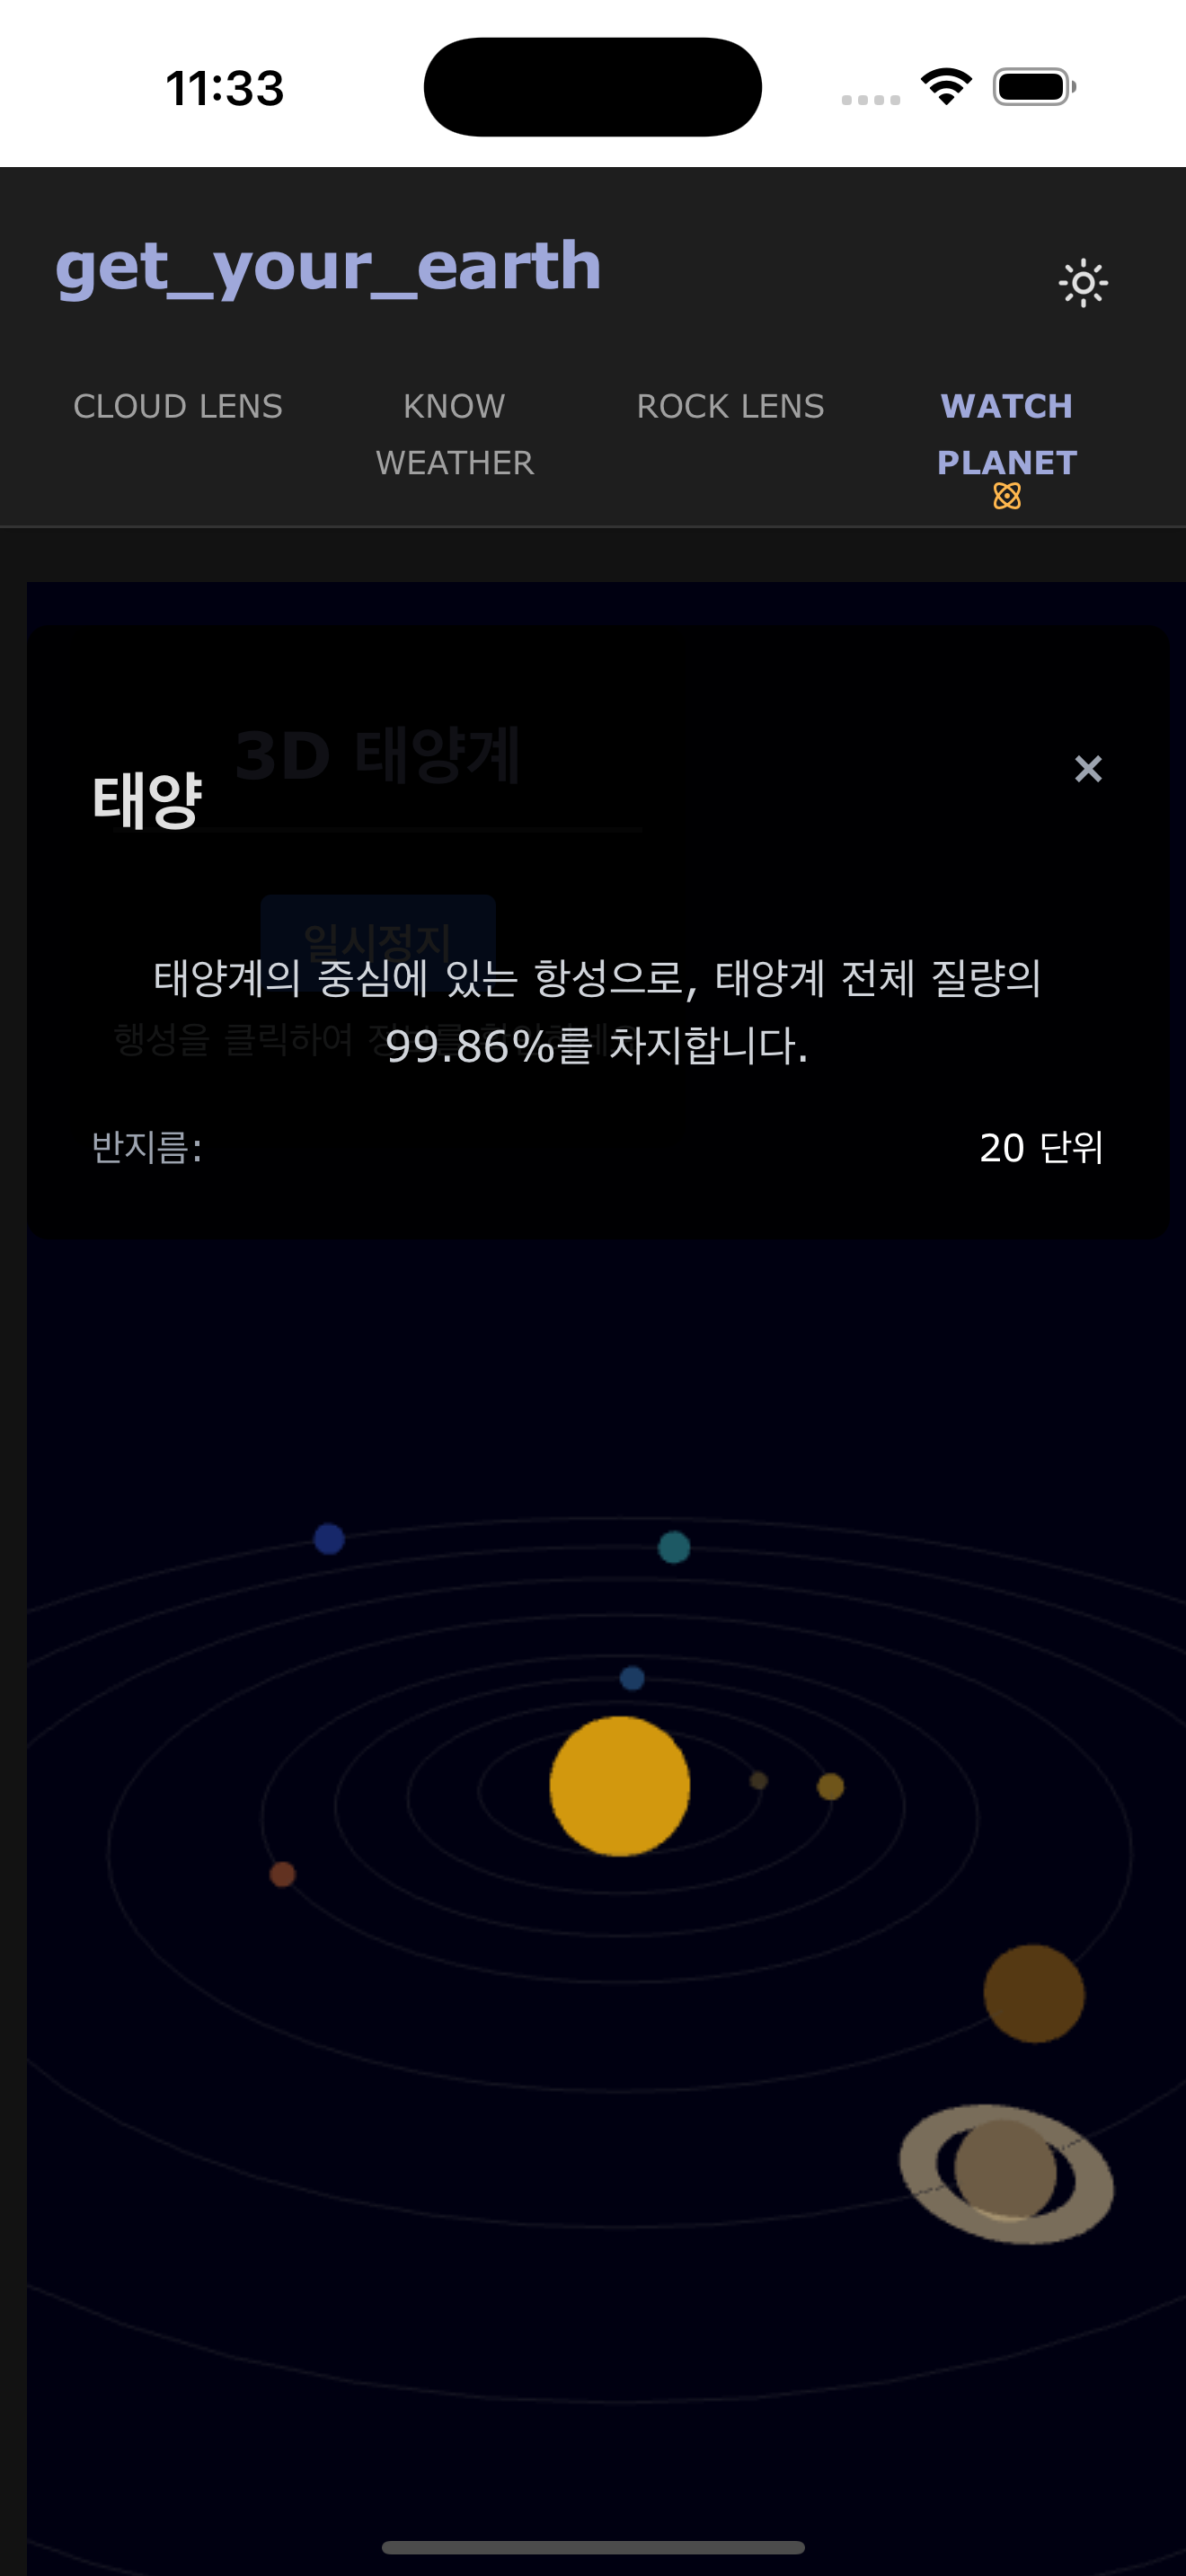 11:33
get_your_earth
CLOUD LENS
KNOW WEATHER
ROCK LENS
WATCH PLANET
3D 태양계
태양
×
일시정지
태양계의 중심에 있는 항성으로, 태양계 전체 질량의
99.86%를 차지합니다.
행성을 클릭하여
반지름:
20 단위